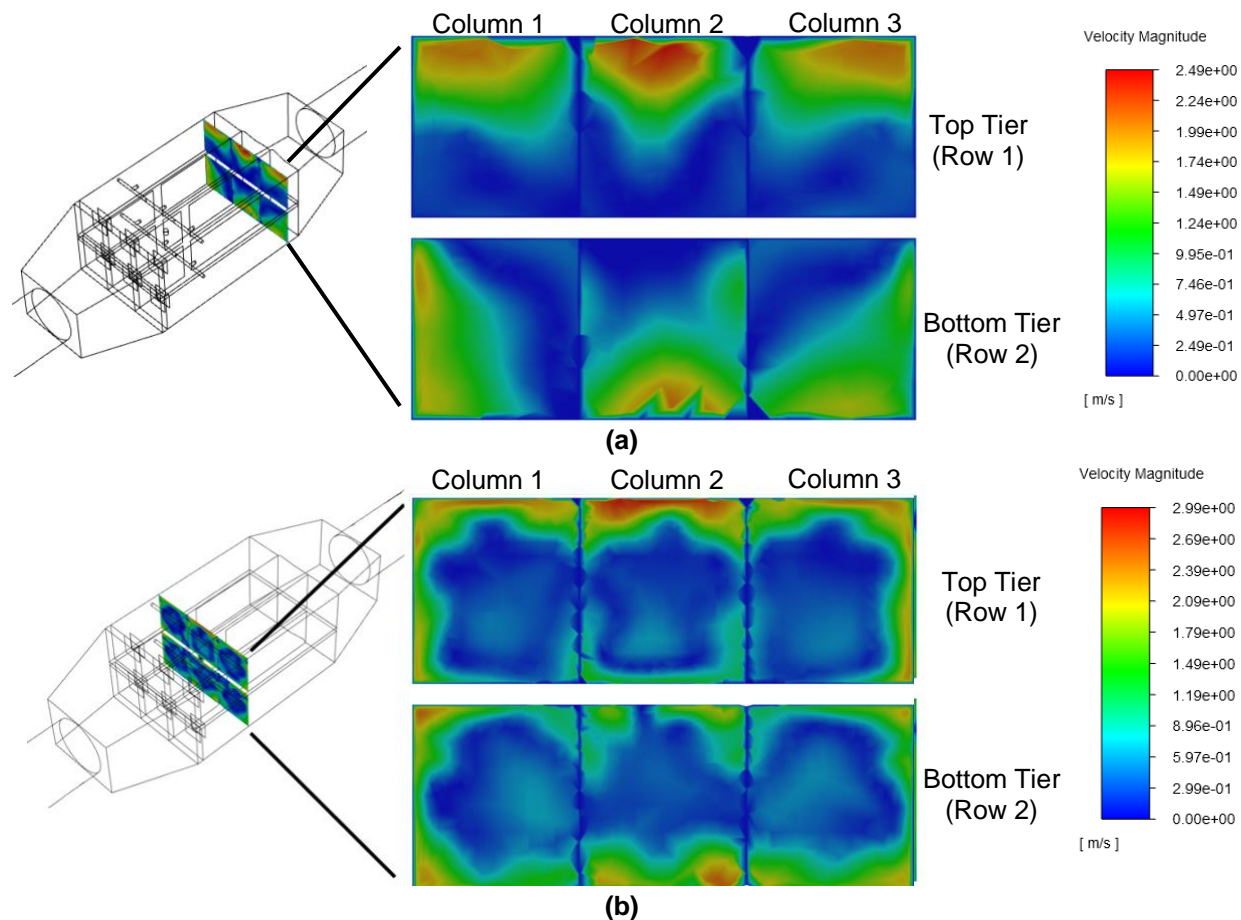 Column 1 Column 2 Column 3
Velocity Magnitude
2.49e+00
2.24e+00
1.99e+00
1.74e+00
1.49e+00
1.24e+00
9.95e-01
7.46e-01
4.97e-01
2.49e-01
0.00e+00
[ m/s ]
Top Tier
(Row 1)
Bottom Tier
(Row 2)
(a)
Column 1 Column 2 Column 3
Velocity Magnitude
2.99e+00
2.69e+00
2.39e+00
2.09e+00
1.79e+00
1.49e+00
1.19e+00
8.96e-01
5.97e-01
2.99e-01
0.00e+00
[ m/s ]
Top Tier
(Row 1)
Bottom Tier
(Row 2)
(b)